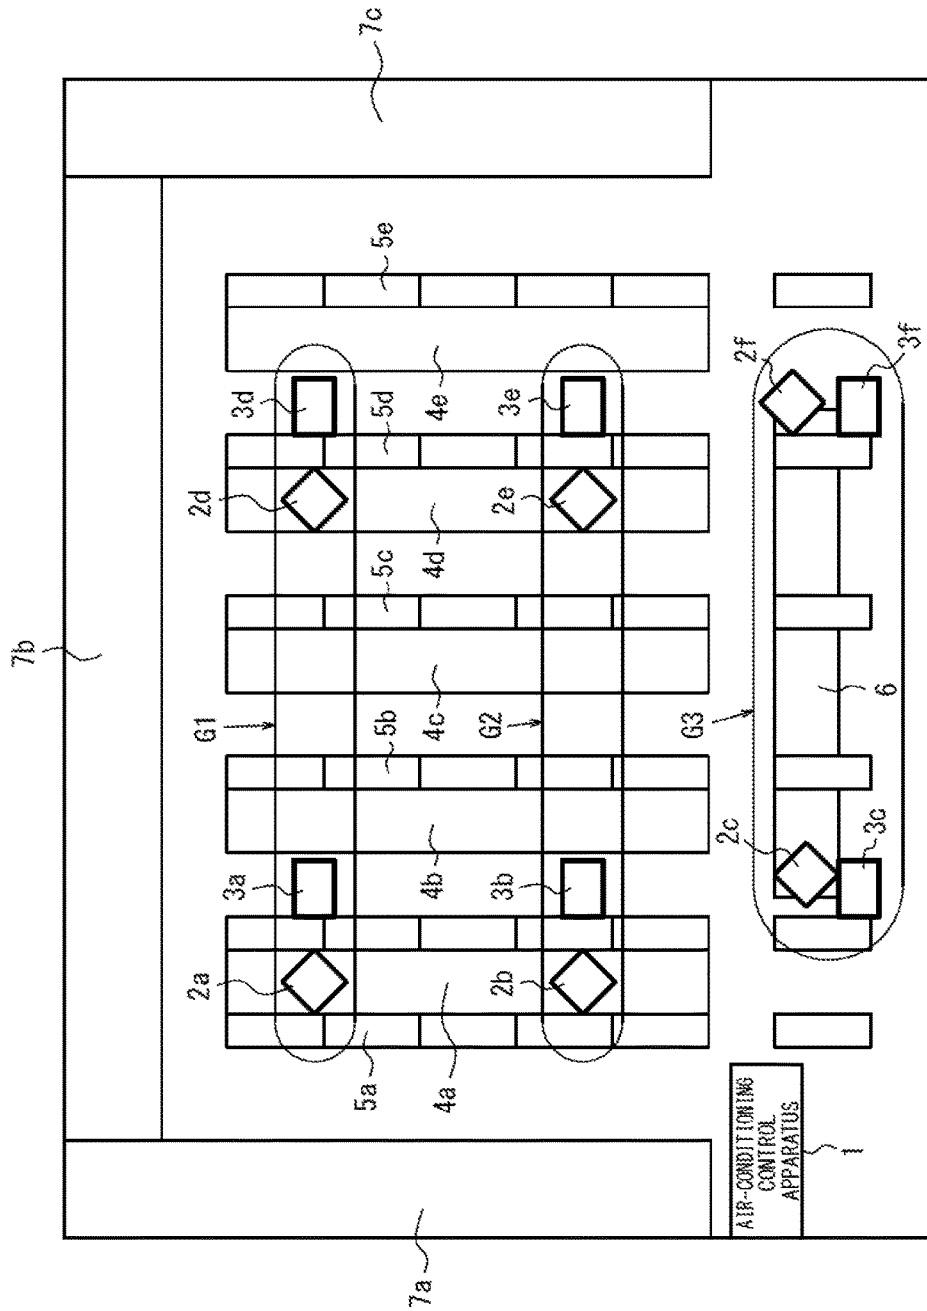 7b
2a
G1
2d
3a
3d
5a
5b
5c
5d
5e
7c
7a
4a
4b
4c
4d
4e
2b
G2
2e
3b
3e
G3
2c
2f
AIR-CONDITIONING
CONTROL
APPARATUS
1
3c
6
3f